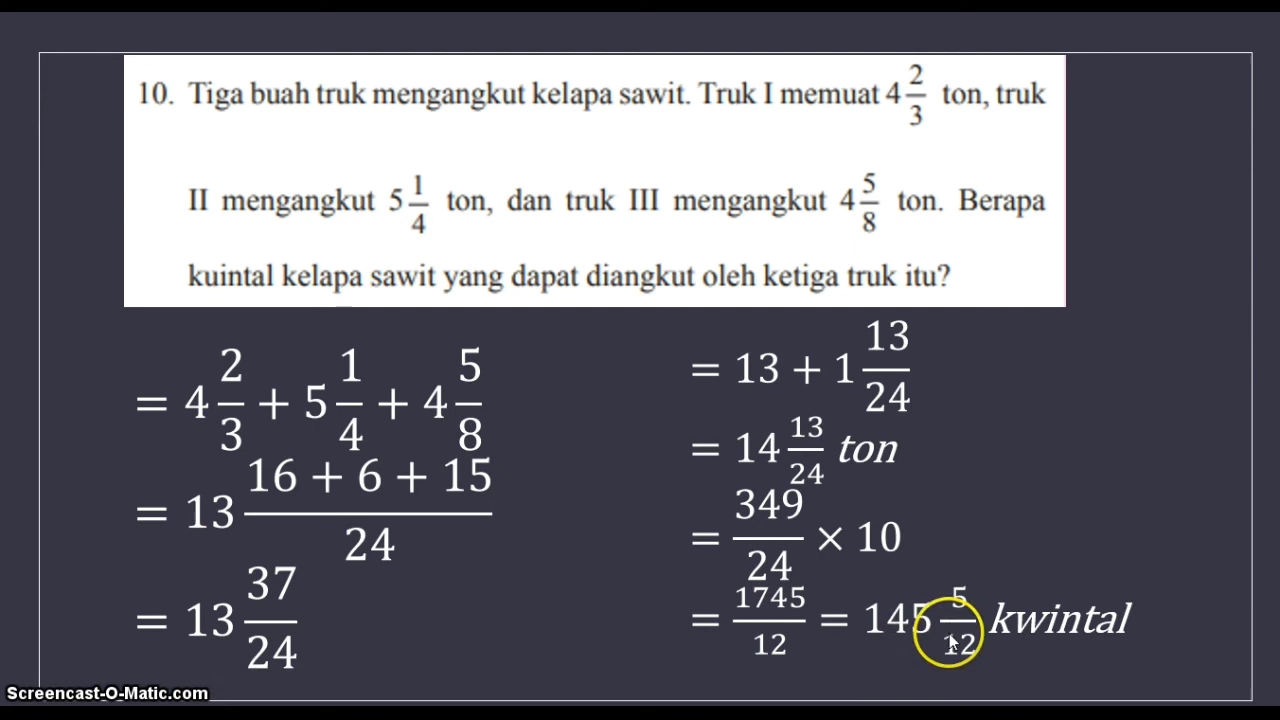 10. Tiga buah truk mengangkut kelapa sawit. Truk I memuat 4 2/3 ton, truk
II mengangkut 5 1/4 ton, dan truk III mengangkut 4 5/8 ton. Berapa
kuintal kelapa sawit yang dapat diangkut oleh ketiga truk itu?
= 4 2/3 + 5 1/4 + 4 5/8
= 13 (16 + 6 + 15)/24
= 13 37/24
= 13 + 1 13/24
= 14 13/24 ton
= 349/24 × 10
= 1745/12 = 145 5/12 kwintal
Screencast-O-Matic.com